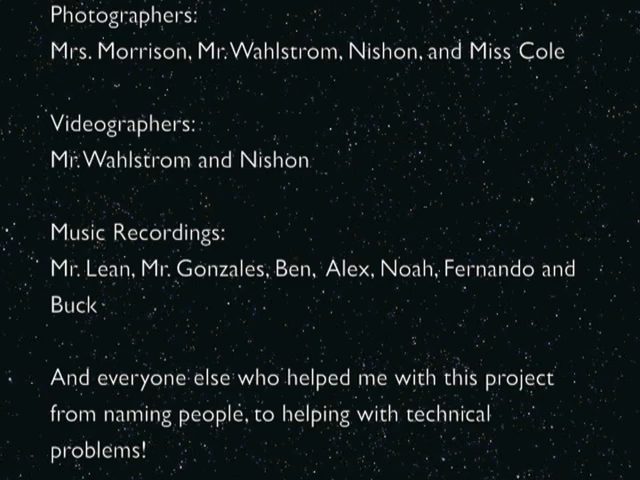 Photographers:
Mrs. Morrison, Mr. Wahlstrom, Nishon, and Miss Cole
Videographers:
Mr. Wahlstrom and Nishon
Music Recordings:
Mr. Lean, Mr. Gonzales, Ben, Alex, Noah, Fernando and
Buck
And everyone else who helped me with this project
from naming people, to helping with technical
problems!